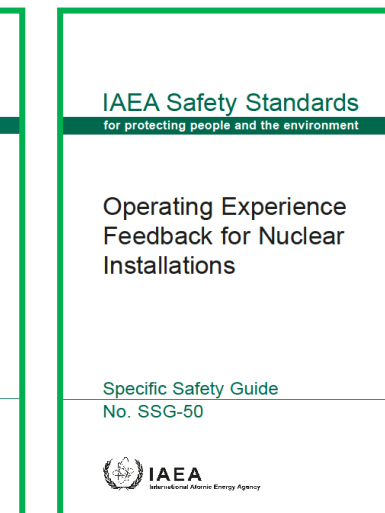 IAEA Safety Standards
for protecting people and the environment
Operating Experience
Feedback for Nuclear
Installations
Specific Safety Guide
No. SSG-50
IAEA
International Atomic Energy Agency